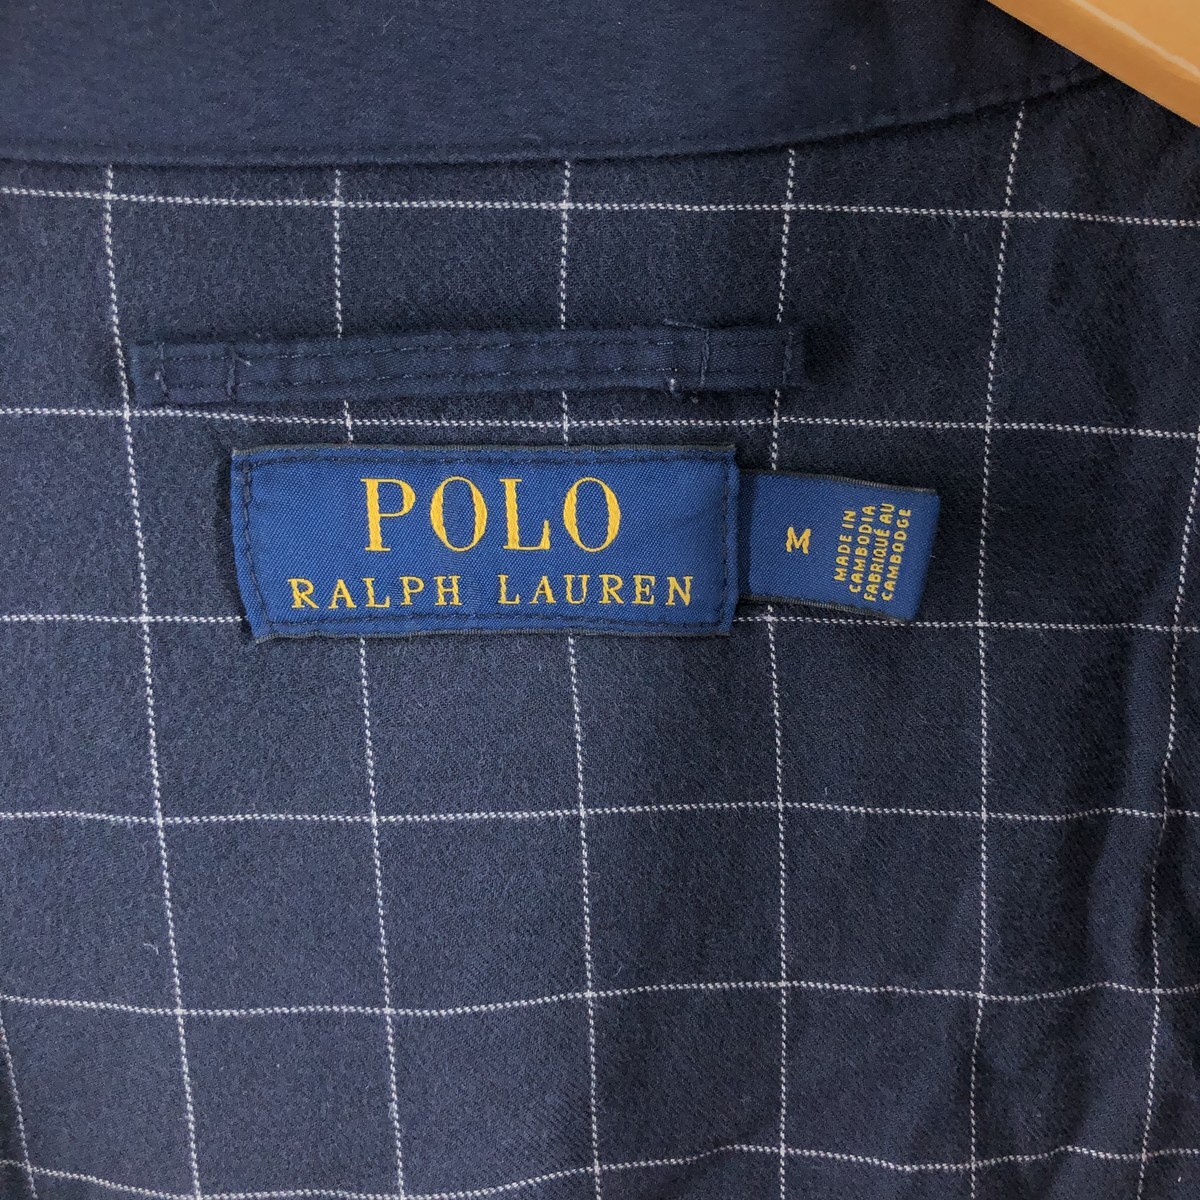 POLO
RALPH LAUREN
M
MADE IN
CAMBODIA
FABRIQUÉ AU
CAMBODGE